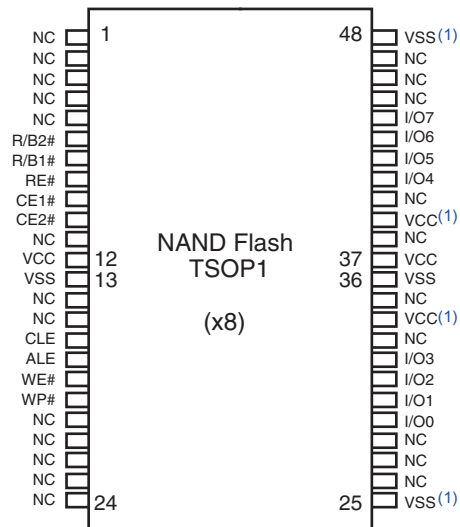 NC 1 48 VSS (1)
NC NC
NC NC
NC NC
NC I/O7
R/B2# I/O6
R/B1# I/O5
RE# I/O4
CE1# NC
CE2# VCC (1)
NC NAND Flash NC
VCC 12 TSOP1 37 VCC
VSS 13 36 VSS
NC NC
NC (x8) VCC(1)
CLE NC
ALE I/O3
WE# I/O2
WP# I/O1
NC I/O0
NC NC
NC NC
NC NC
NC 24 25 VSS (1)